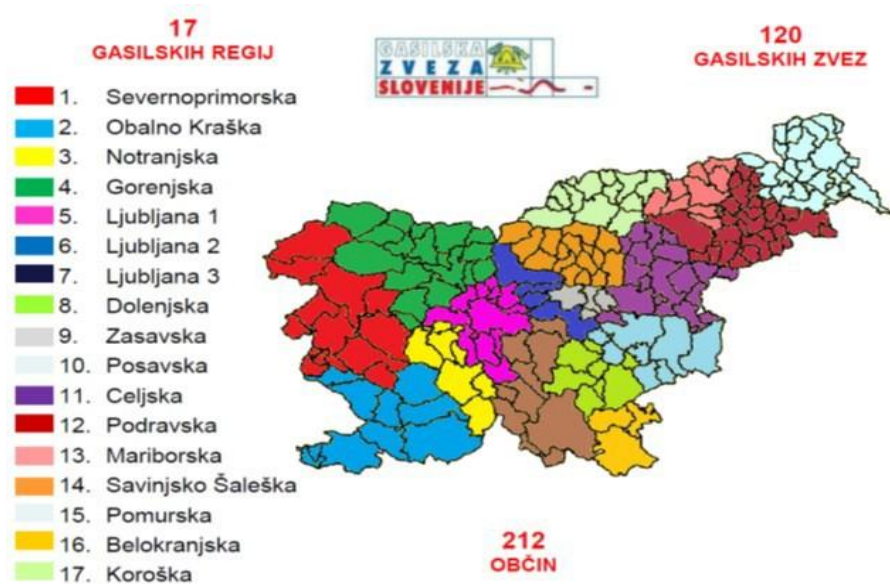 17
GASILSKIH REGIJ
GASILSKA
ZVEZA
SLOVENIJE
120
GASILSKIH ZVEZ
1. Severnoprimorska
2. Obalno Kraška
3. Notranjska
4. Gorenjska
5. Ljubljana 1
6. Ljubljana 2
7. Ljubljana 3
8. Dolenjska
9. Zasavska
10. Posavska
11. Celjska
12. Podravska
13. Mariborska
14. Savinjsko Šaleška
15. Pomurska
16. Belokranjska
17. Koroška
212
OBČIN